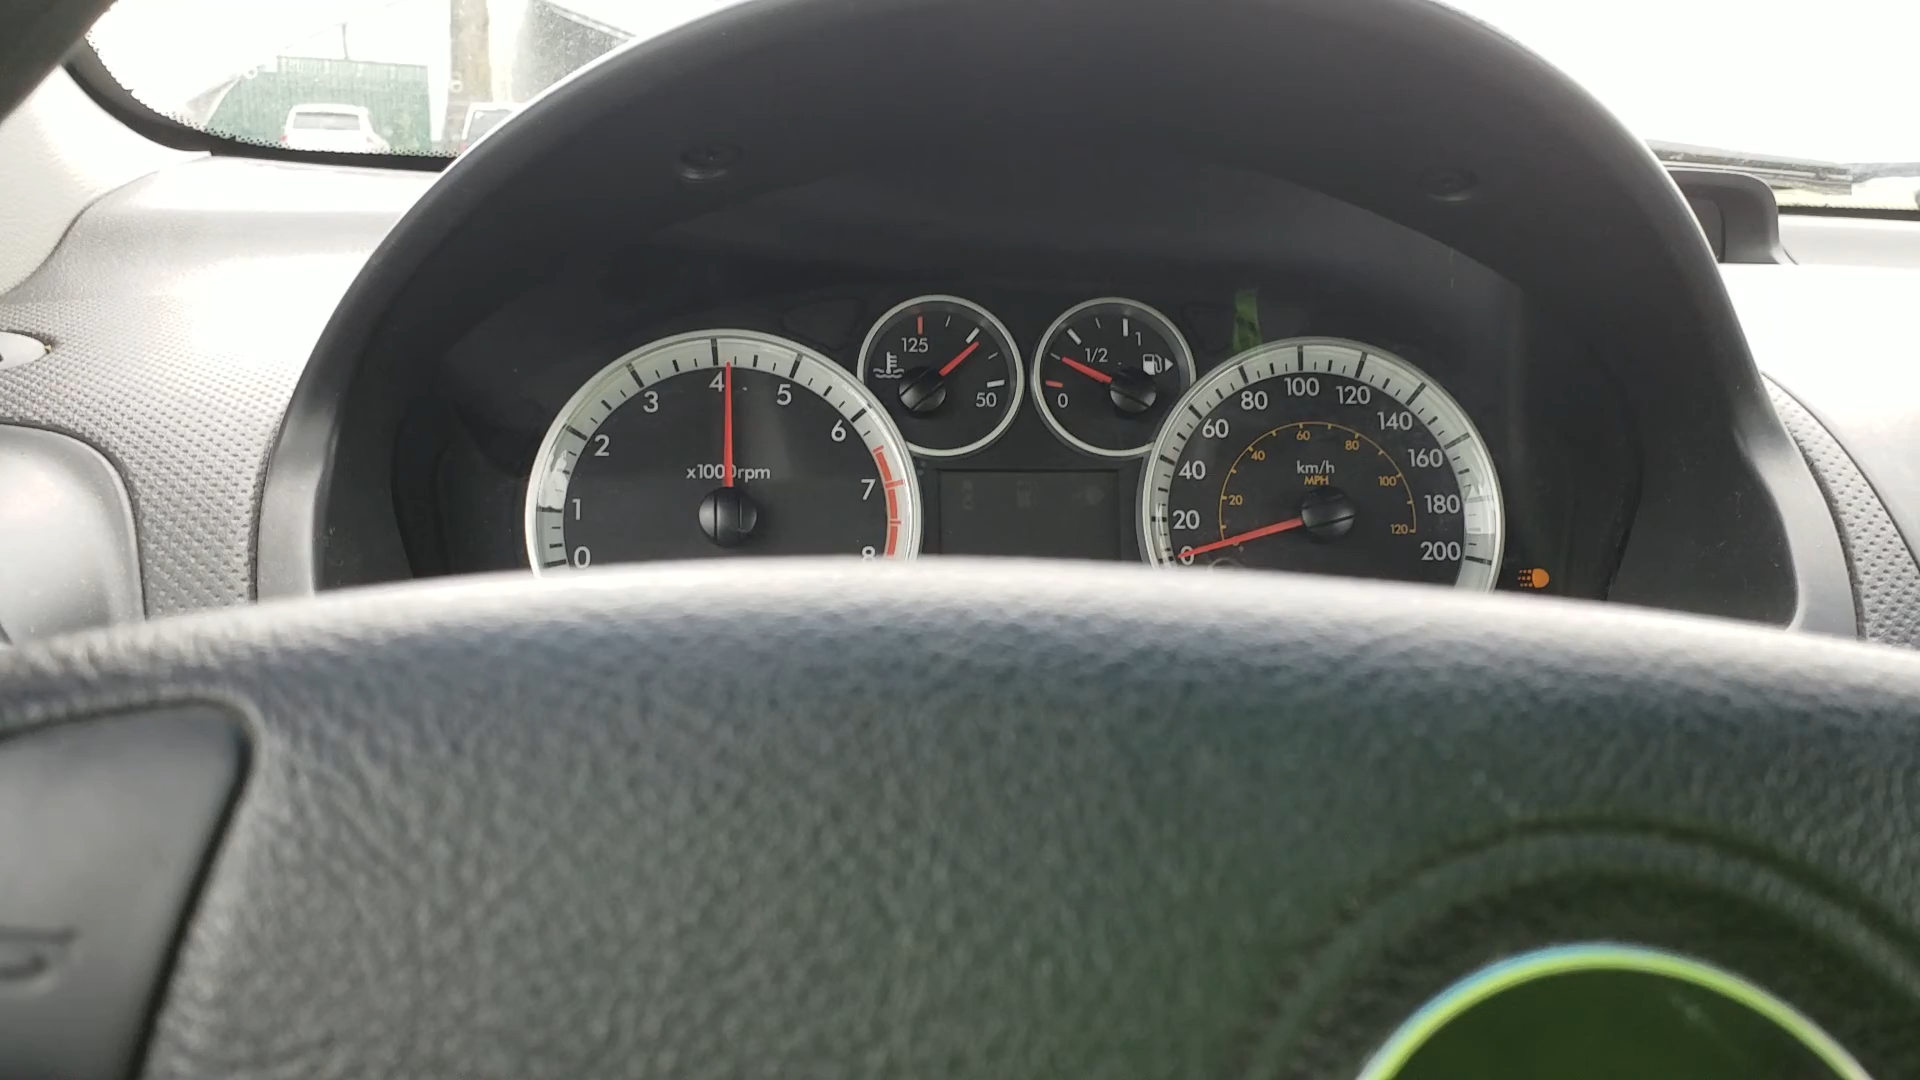 0 1 2 3 4 5 6 7 8
x1000rpm
125
50
0 1/2 1
0 20 40 60 80 100 120 140 160 180 200
km/h
MPH
20 40 60 80 100 120